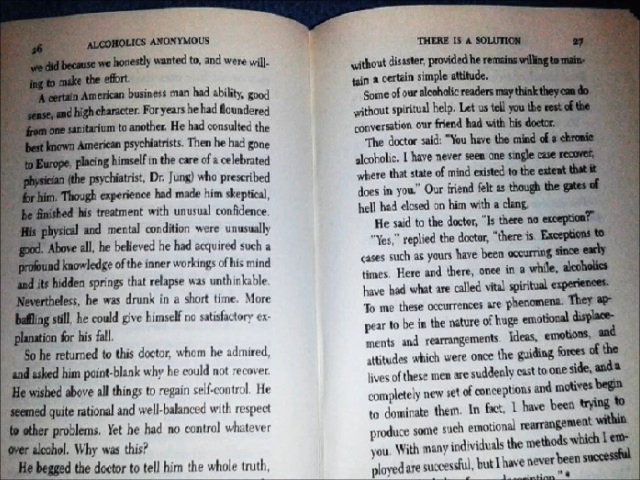 26 ALCOHOLICS ANONYMOUS
we did because we honestly wanted to, and were will-
ing to make the effort.
A certain American business man had ability, good
sense, and high character. For years he had floundered
from one sanitarium to another. He had consulted the
best known American psychiatrists. Then he had gone
to Europe, placing himself in the care of a celebrated
physician (the psychiatrist, Dr. Jung) who prescribed
for him. Though experience had made him skeptical,
he finished his treatment with unusual confidence.
His physical and mental condition were unusually
good. Above all, he believed he had acquired such a
profound knowledge of the inner workings of his mind
and its hidden springs that relapse was unthinkable.
Nevertheless, he was drunk in a short time. More
baffling still, he could give himself no satisfactory ex-
planation for his fall.
So he returned to this doctor, whom he admired,
and asked him point-blank why he could not recover.
He wished above all things to regain self-control. He
seemed quite rational and well-balanced with respect
to other problems. Yet he had no control whatever
over alcohol. Why was this?
He begged the doctor to tell him the whole truth,
THERE IS A SOLUTION 27
without disaster, provided he remains willing to main-
tain a certain simple attitude.
Some of our alcoholic readers may think they can do
without spiritual help. Let us tell you the rest of the
conversation our friend had with his doctor.
The doctor said: "You have the mind of a chronic
alcoholic. I have never seen one single case recover,
where that state of mind existed to the extent that it
does in you." Our friend felt as though the gates of
hell had closed on him with a clang.
He said to the doctor, "Is there no exception?"
"Yes," replied the doctor, "there is. Exceptions to
cases such as yours have been occurring since early
times. Here and there, once in a while, alcoholics
have had what are called vital spiritual experiences.
To me these occurrences are phenomena. They ap-
pear to be in the nature of huge emotional displace-
ments and rearrangements. Ideas, emotions, and
attitudes which were once the guiding forces of the
lives of these men are suddenly cast to one side, and a
completely new set of conceptions and motives begin
to dominate them. In fact, I have been trying to
produce some such emotional rearrangement within
you. With many individuals the methods which I em-
ployed are successful, but I have never been successful